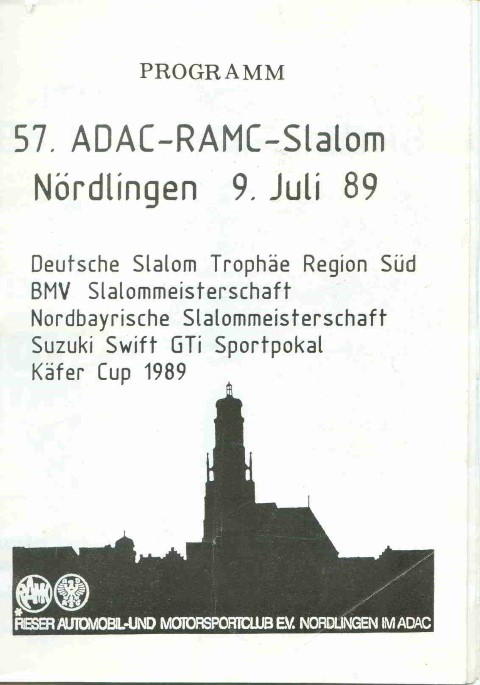 PROGRAMM
57. ADAC-RAMC-Slalom
Nördlingen 9. Juli 89
Deutsche Slalom Trophäe Region Süd
BMV Slalommeisterschaft
Nordbayrische Slalommeisterschaft
Suzuki Swift GTi Sportpokal
Käfer Cup 1989
RAMC
* RIESER AUTOMOBIL-UND MOTORSPORTCLUB E.V. NÖRDLINGEN IM ADAC